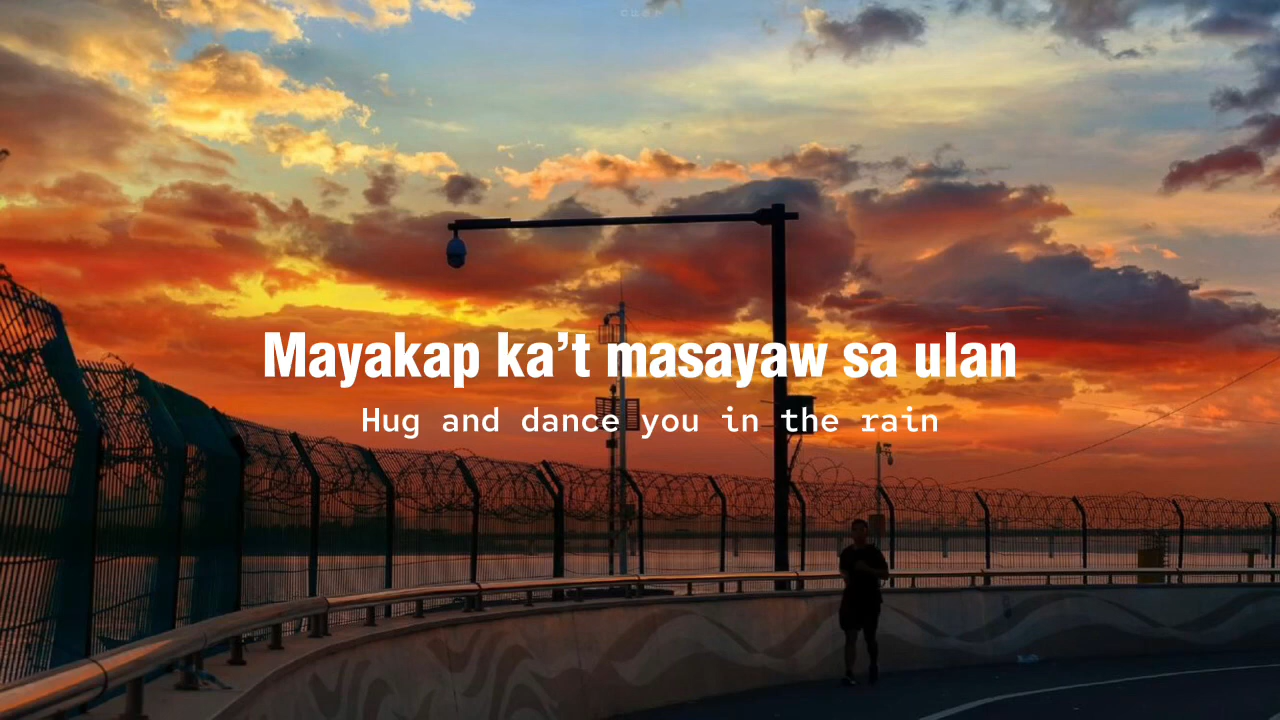 Mayakap ka’t masayaw sa ulan
Hug and dance you in the rain